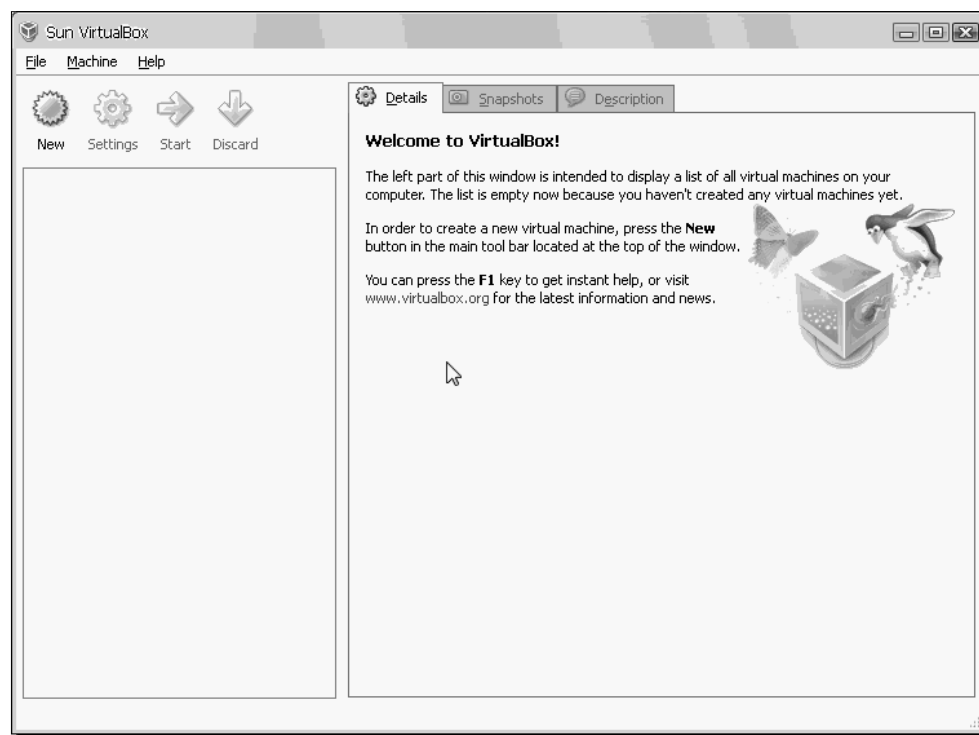 Sun VirtualBox
File Machine Help
New Settings Start Discard
Details Snapshots Description
Welcome to VirtualBox!
The left part of this window is intended to display a list of all virtual machines on your
computer. The list is empty now because you haven't created any virtual machines yet.
In order to create a new virtual machine, press the New
button in the main tool bar located at the top of the window.
You can press the F1 key to get instant help, or visit
www.virtualbox.org for the latest information and news.